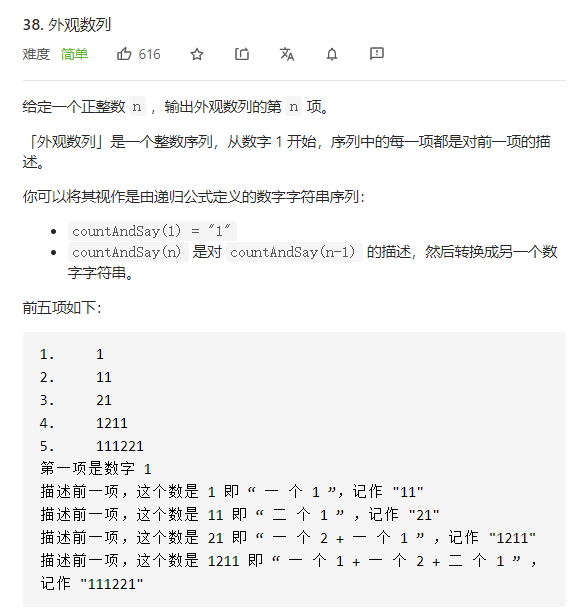 38. 外观数列
难度 简单 616
给定一个正整数 n ，输出外观数列的第 n 项。
「外观数列」是一个整数序列，从数字 1 开始，序列中的每一项都是对前一项的描
述。
你可以将其视作是由递归公式定义的数字字符串序列：
• countAndSay(1) = "1"
• countAndSay(n) 是对 countAndSay(n-1) 的描述，然后转换成另一个数
字字符串。
前五项如下：
1. 1
2. 11
3. 21
4. 1211
5. 111221
第一项是数字 1
描述前一项，这个数是 1 即 “ 一 个 1 ”，记作 "11"
描述前一项，这个数是 11 即 “ 二 个 1 ” ，记作 "21"
描述前一项，这个数是 21 即 “ 一 个 2 + 一 个 1 ” ，记作 "1211"
描述前一项，这个数是 1211 即 “ 一 个 1 + 一 个 2 + 二 个 1 ” ，
记作 "111221"